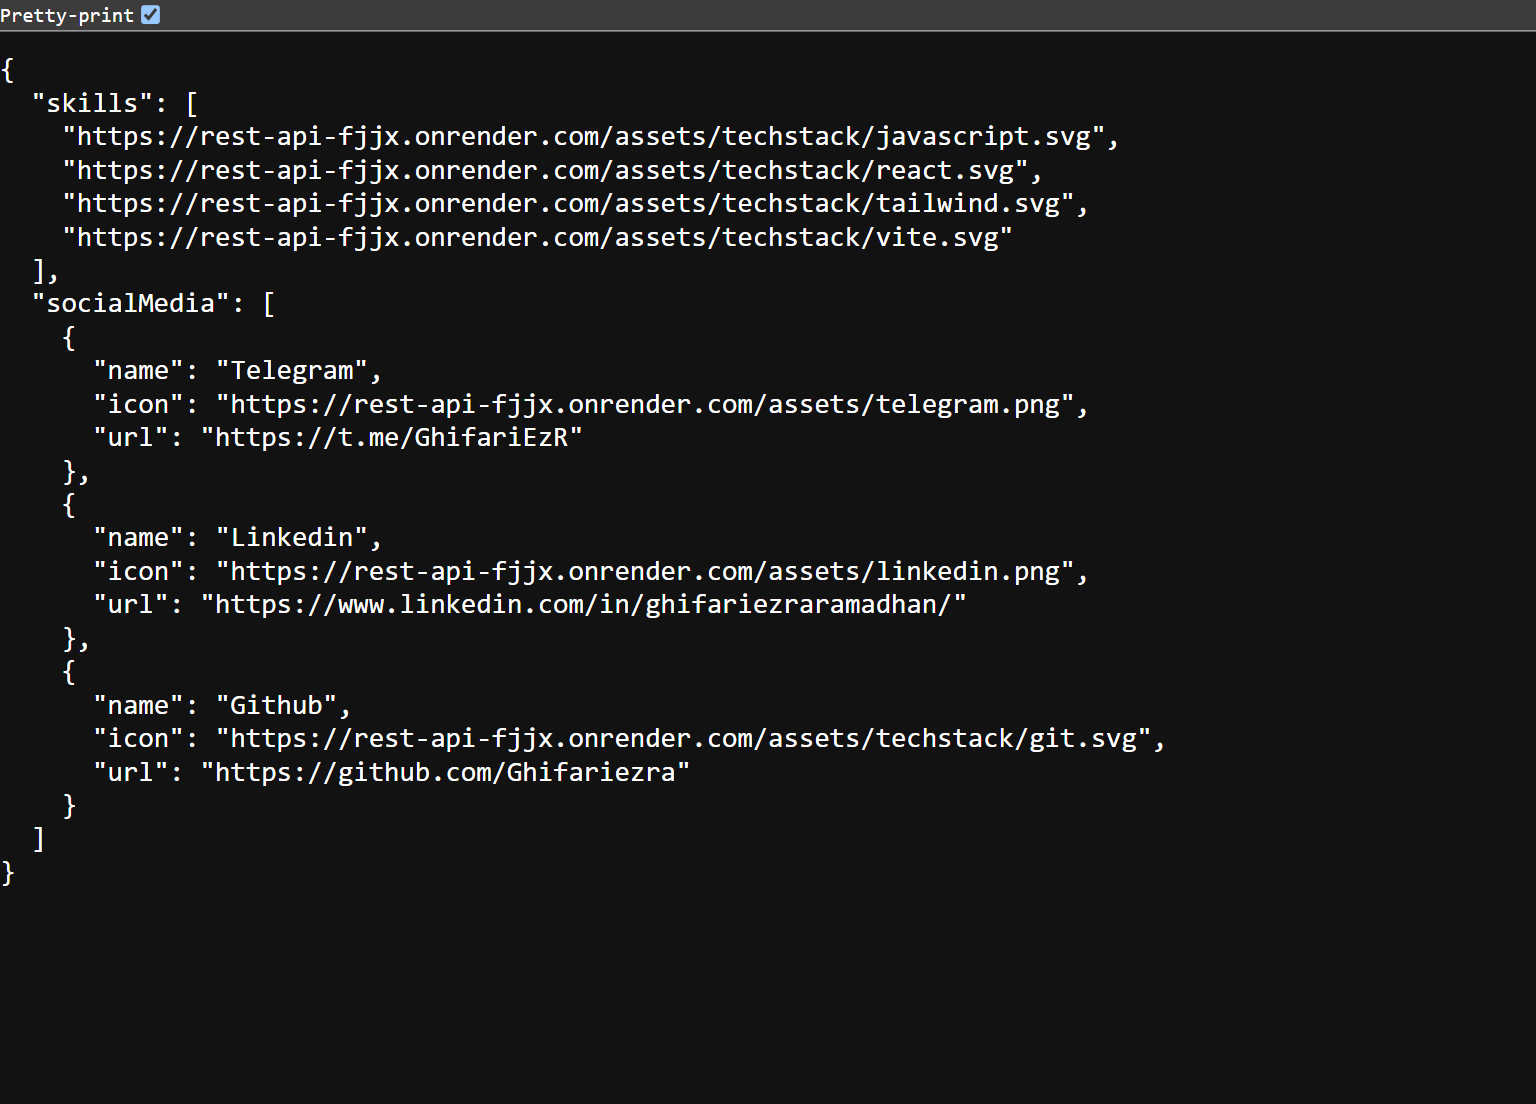 Pretty-print
{
  "skills": [
    "https://rest-api-fjjx.onrender.com/assets/techstack/javascript.svg",
    "https://rest-api-fjjx.onrender.com/assets/techstack/react.svg",
    "https://rest-api-fjjx.onrender.com/assets/techstack/tailwind.svg",
    "https://rest-api-fjjx.onrender.com/assets/techstack/vite.svg"
  ],
  "socialMedia": [
    {
      "name": "Telegram",
      "icon": "https://rest-api-fjjx.onrender.com/assets/telegram.png",
      "url": "https://t.me/GhifariEzR"
    },
    {
      "name": "Linkedin",
      "icon": "https://rest-api-fjjx.onrender.com/assets/linkedin.png",
      "url": "https://www.linkedin.com/in/ghifariezraramadhan/"
    },
    {
      "name": "Github",
      "icon": "https://rest-api-fjjx.onrender.com/assets/techstack/git.svg",
      "url": "https://github.com/Ghifariezra"
    }
  ]
}